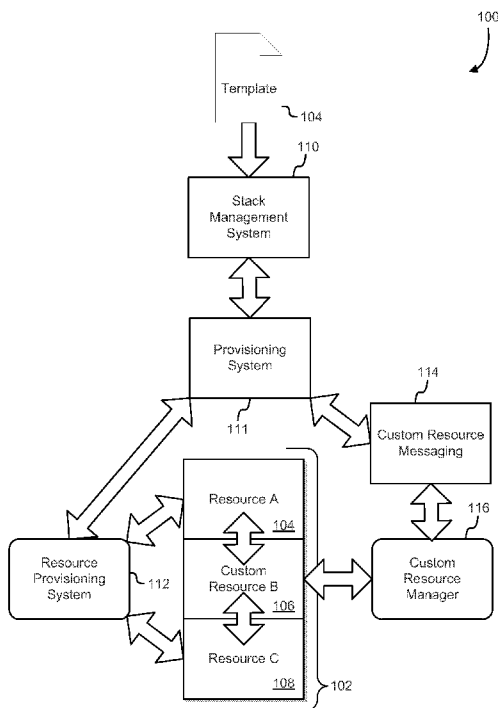 100
Template
104
110
Stack
Management
System
Provisioning
System
111
114
Custom Resource
Messaging
116
Resource A
104
Resource
Provisioning
System
112
Custom
Resource B
106
Custom
Resource
Manager
Resource C
108
102